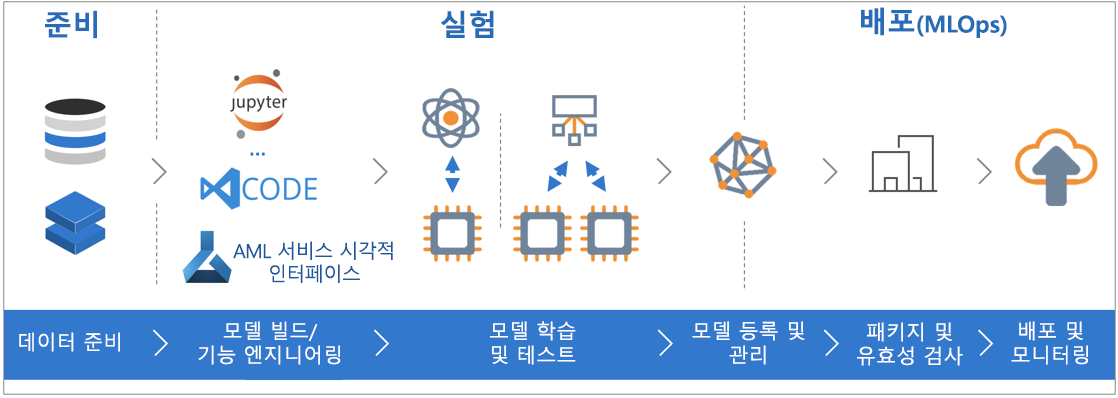 준비
실험
배포(MLOps)
jupyter
...
CODE
AML 서비스 시각적
인터페이스
데이터 준비
모델 빌드/
기능 엔지니어링
모델 학습
및 테스트
모델 등록 및
관리
패키지 및
유효성 검사
배포 및
모니터링